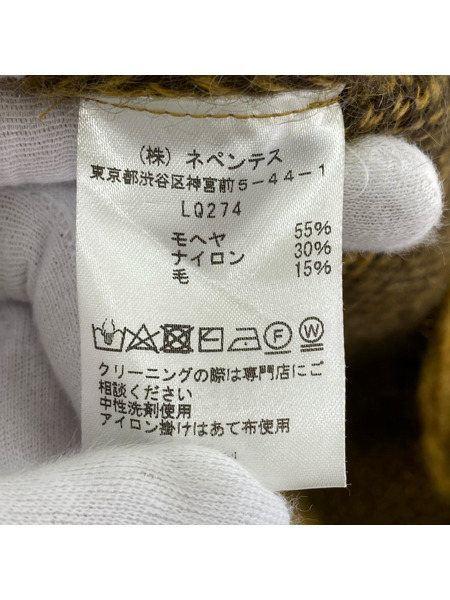 (株) ネペンテス
東京都渋谷区神宮前5-44-1
LQ274
モヘヤ 55%
ナイロン 30%
毛 15%
F W
クリーニングの際は専門店にご
相談ください
中性洗剤使用
アイロン掛けはあて布使用